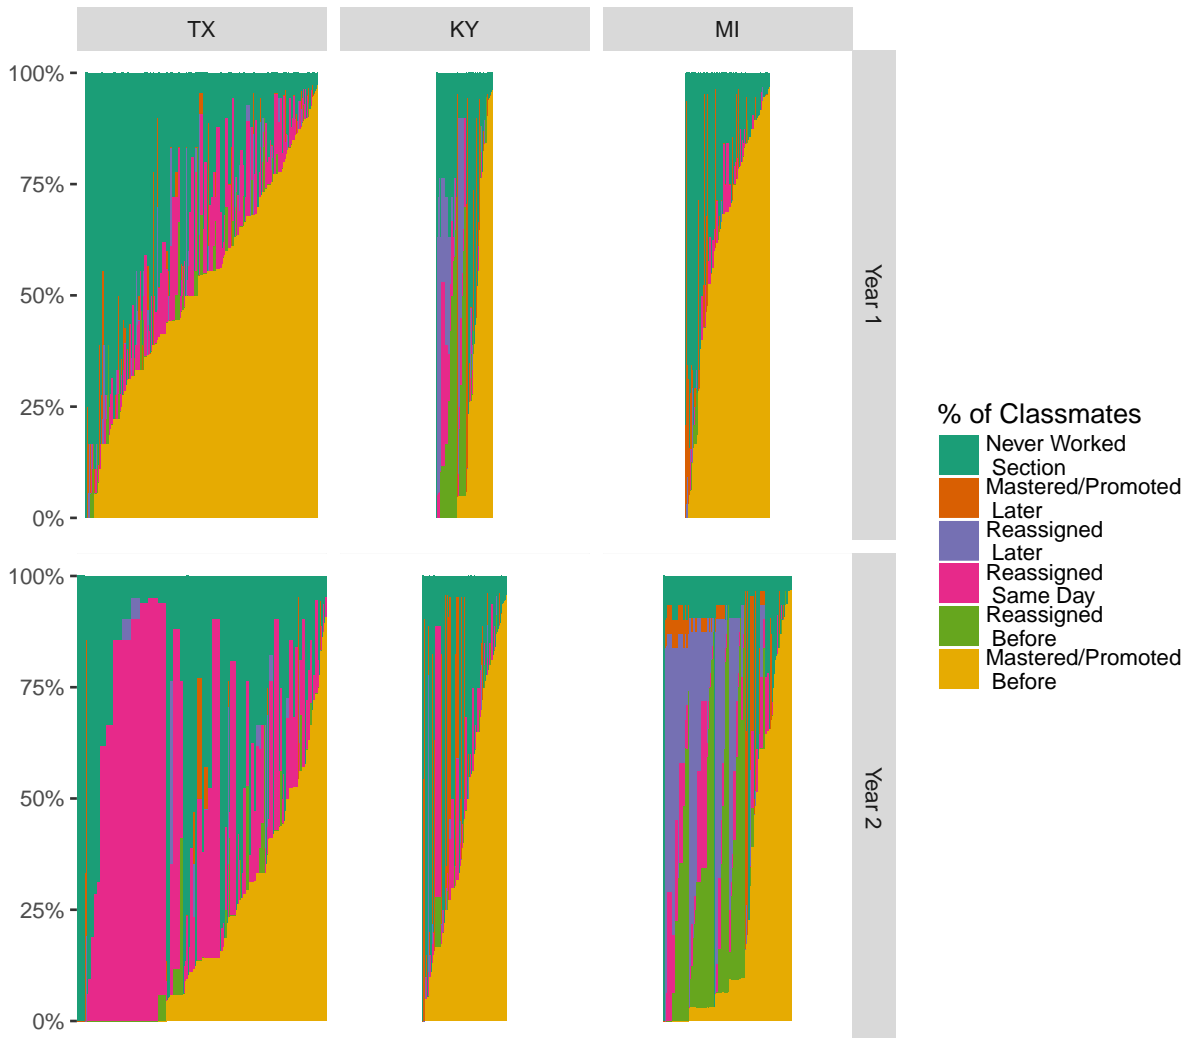 TX
KY
MI
100%
75%
50%
25%
0%
Year 1
100%
75%
50%
25%
0%
Year 2
% of Classmates
Never Worked
Section
Mastered/Promoted
Later
Reassigned
Later
Reassigned
Same Day
Reassigned
Before
Mastered/Promoted
Before